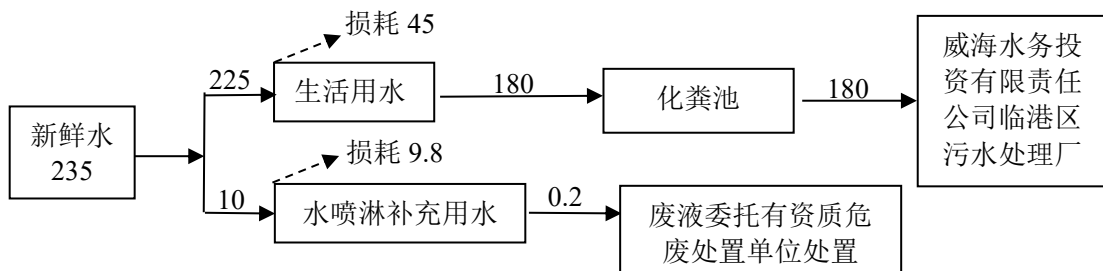 损耗 45
威海水务投
资有限责任
公司临港区
污水处理厂
225
生活用水
180
化粪池
180
新鲜水
235
损耗 9.8
10
水喷淋补充用水
0.2
废液委托有资质危
废处置单位处置